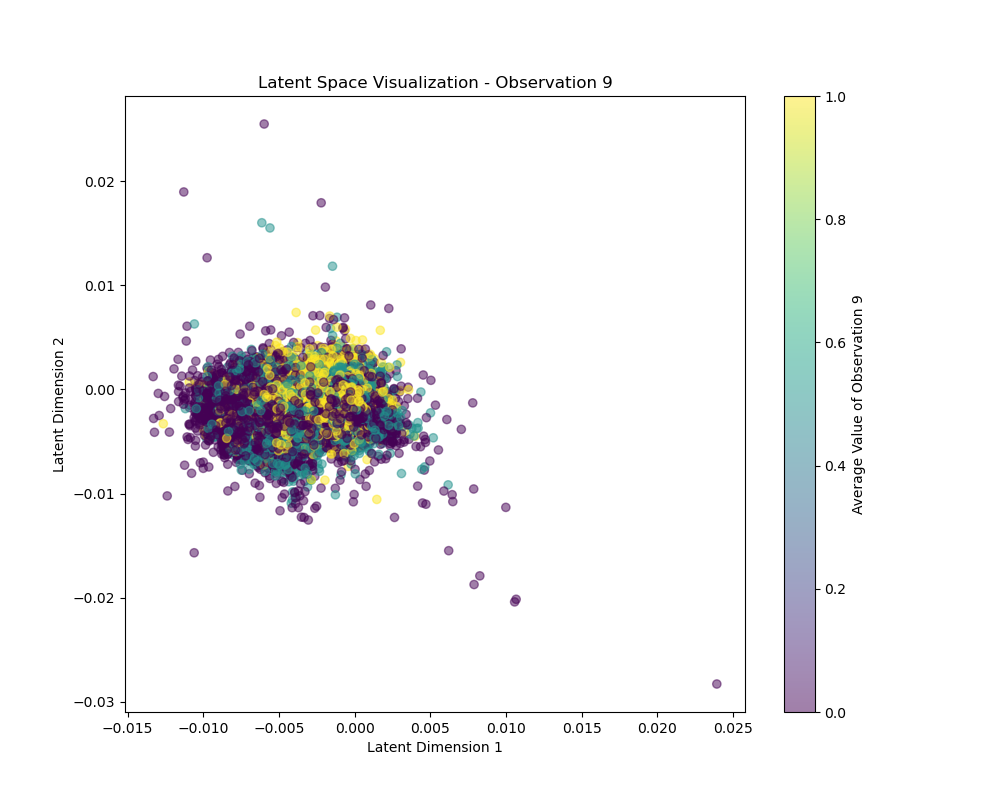 Latent Space Visualization - Observation 9
Latent Dimension 2
0.02
0.01
0.00
−0.01
−0.02
−0.03
−0.015 −0.010 −0.005 0.000 0.005 0.010 0.015 0.020 0.025
Latent Dimension 1
1.0
0.8
0.6
0.4
0.2
0.0
Average Value of Observation 9